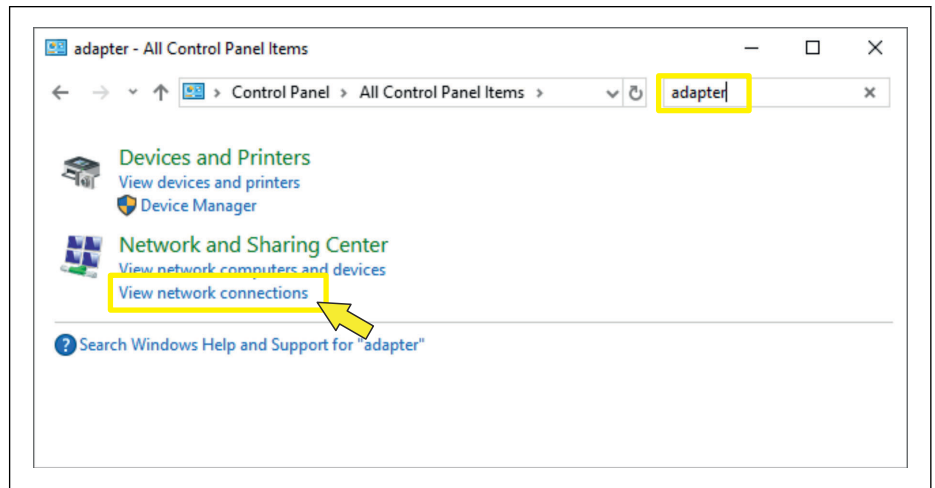 adapter - All Control Panel Items
Control Panel > All Control Panel Items >
adapter
Devices and Printers
View devices and printers
Device Manager
Network and Sharing Center
View network computers and devices
View network connections
Search Windows Help and Support for "adapter"